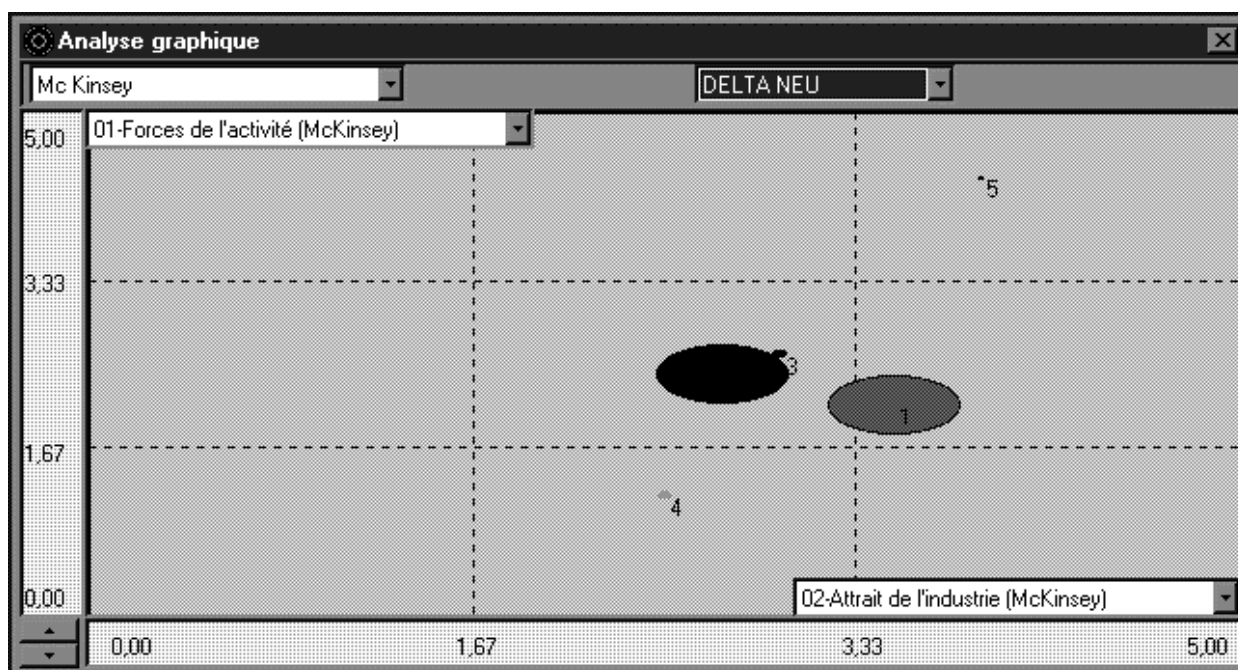 Analyse graphique
Mc Kinsey
DELTA NEU
01-Forces de l'activité (McKinsey)
5,00
5
3,33
3
1
1,67
4
0,00
02-Attrait de l'industrie (McKinsey)
0,00 1,67 3,33 5,00